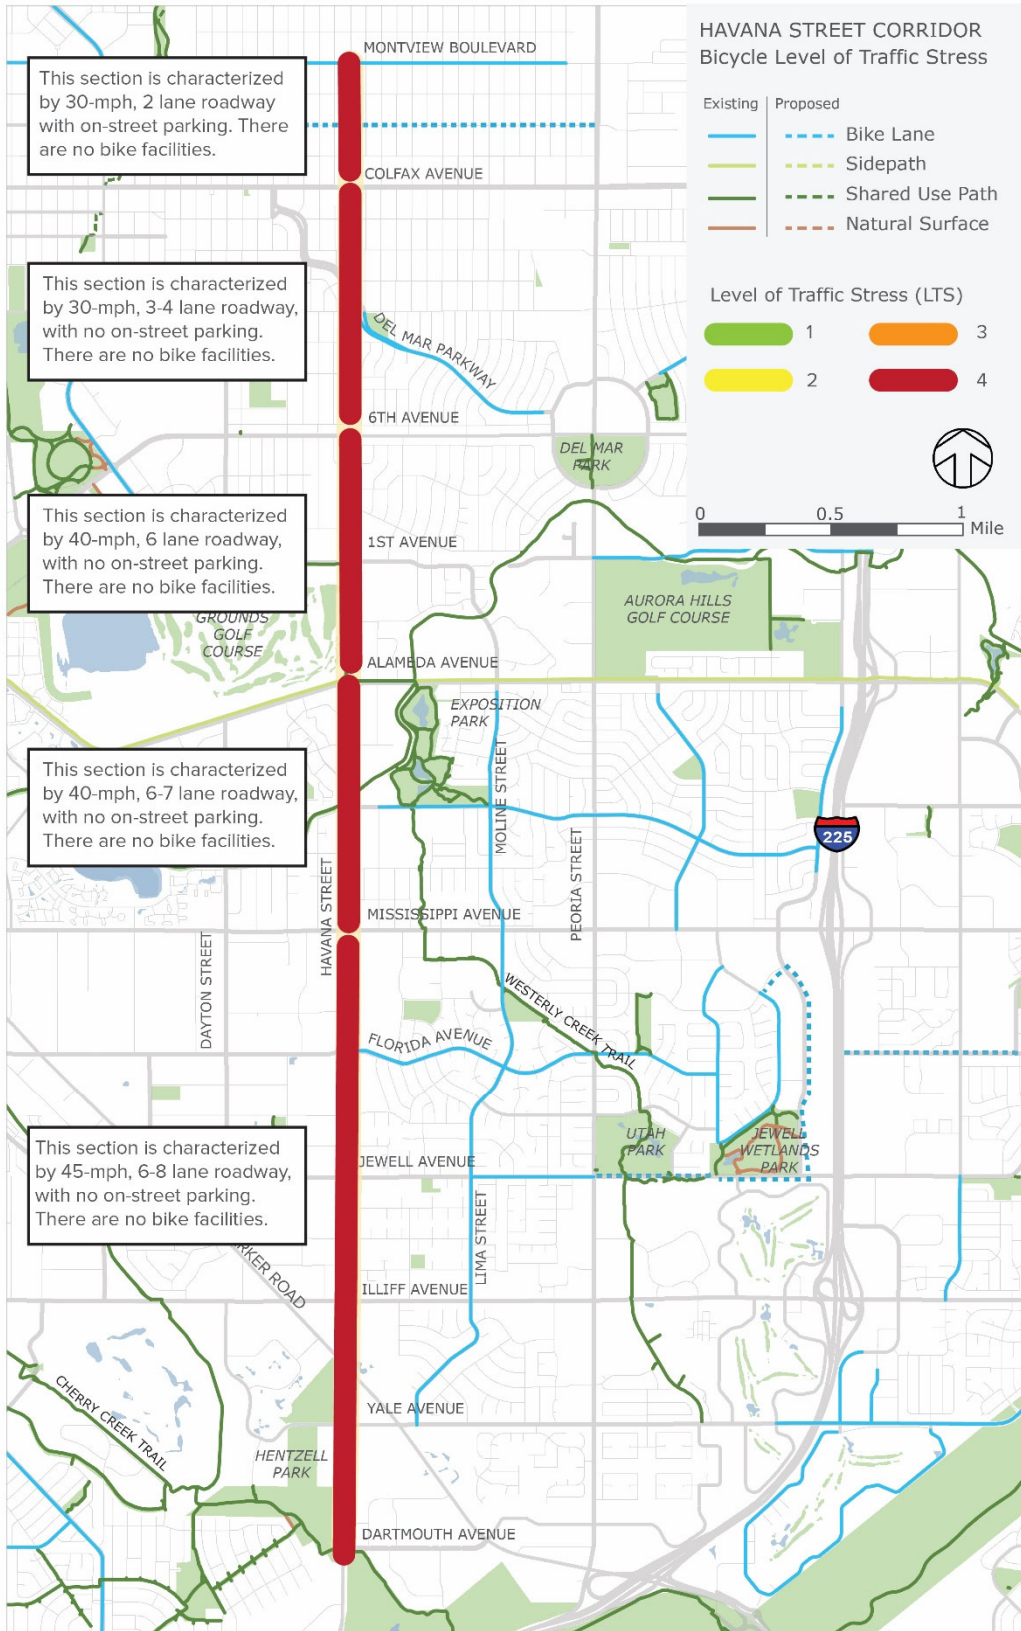 HAVANA STREET CORRIDOR
Bicycle Level of Traffic Stress
Existing
Proposed
Bike Lane
Sidepath
Shared Use Path
Natural Surface
Level of Traffic Stress (LTS)
1
3
2
4
0
0.5
1
Mile
MONTVIEW BOULEVARD
This section is characterized
by 30-mph, 2 lane roadway
with on-street parking. There
are no bike facilities.
COLFAX AVENUE
This section is characterized
by 30-mph, 3-4 lane roadway,
with no on-street parking.
There are no bike facilities.
DEL MAR PARKWAY
6TH AVENUE
DEL MAR
PARK
This section is characterized
by 40-mph, 6 lane roadway,
with no on-street parking.
There are no bike facilities.
1ST AVENUE
AURORA HILLS
GOLF COURSE
GROUNDS
GOLF
COURSE
ALAMEDA AVENUE
EXPOSITION
PARK
This section is characterized
by 40-mph, 6-7 lane roadway,
with no on-street parking.
There are no bike facilities.
MOLINE STREET
225
PEORIA STREET
HAVANA STREET
MISSISSIPPI AVENUE
DAYTON STREET
WESTERLY CREEK TRAIL
FLORIDA AVENUE
This section is characterized
by 45-mph, 6-8 lane roadway,
with no on-street parking.
There are no bike facilities.
UTAH
PARK
JEWELL
WETLANDS
PARK
JEWELL AVENUE
LIMA STREET
RKER ROAD
ILLIFF AVENUE
CHERRY CREEK TRAIL
YALE AVENUE
HENTZELL
PARK
DARTMOUTH AVENUE